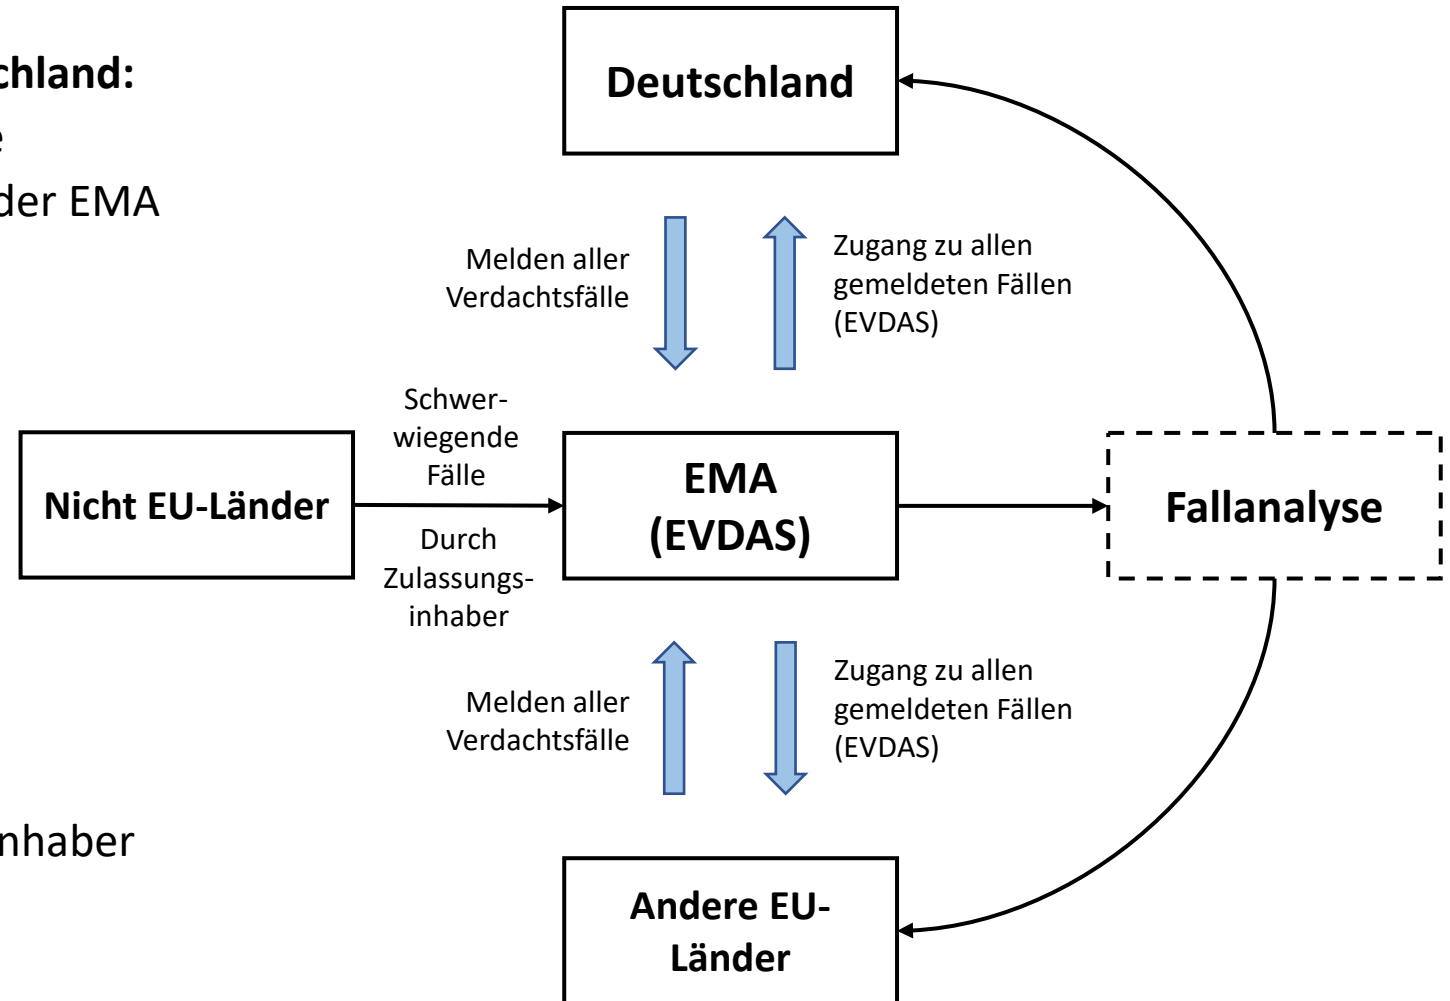 chland:
e
der EMA
nhaber
Deutschland
Melden aller
Verdachtsfälle
Zugang zu allen
gemeldeten Fällen
(EVDAS)
Nicht EU-Länder
Schwer-
wiegende
Fälle
Durch
Zulassungs-
inhaber
EMA
(EVDAS)
Fallanalyse
Melden aller
Verdachtsfälle
Zugang zu allen
gemeldeten Fällen
(EVDAS)
Andere EU-
Länder